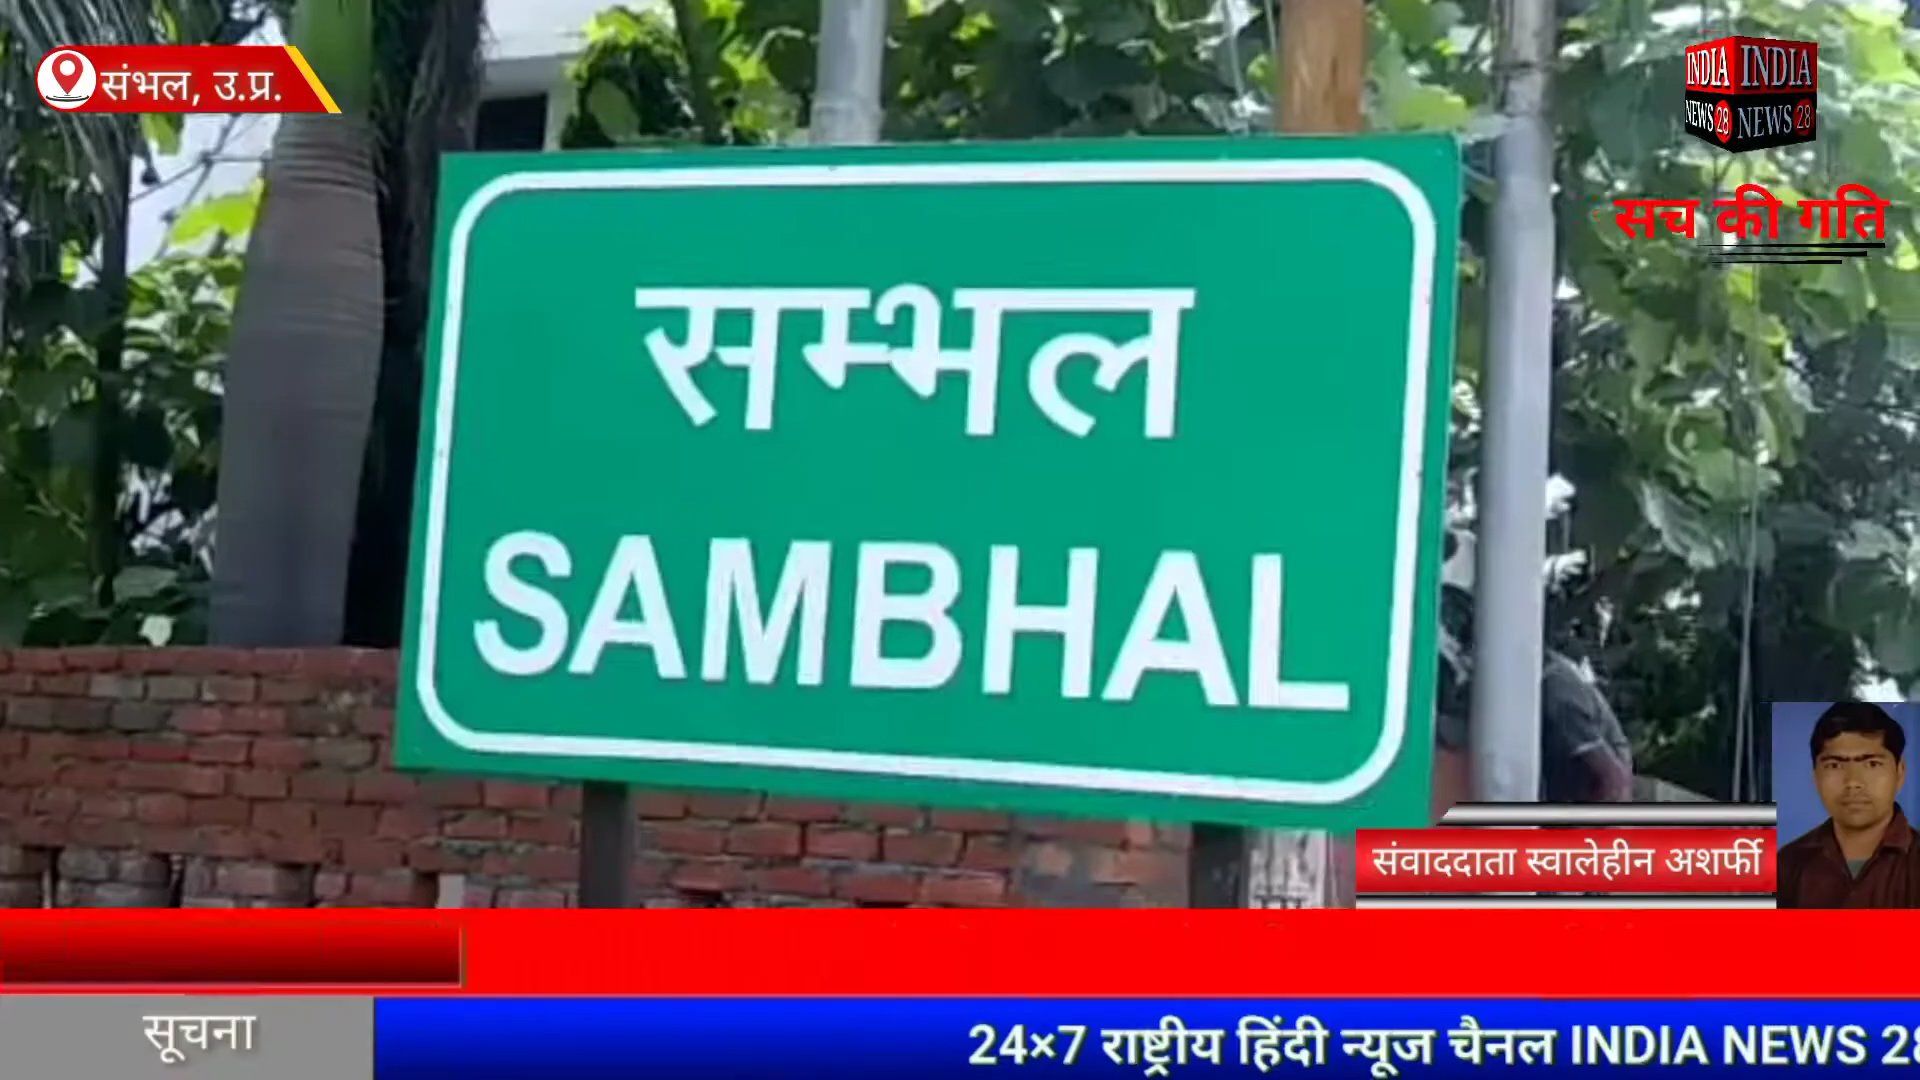 संभल, उ.प्र.
INDIA INDIA
NEWS 28 NEWS 28
सच की गति
सम्भल
SAMBHAL
संवाददाता स्वालेहीन अशर्फी
सूचना
24×7 राष्ट्रीय हिंदी न्यूज चैनल INDIA NEWS 28